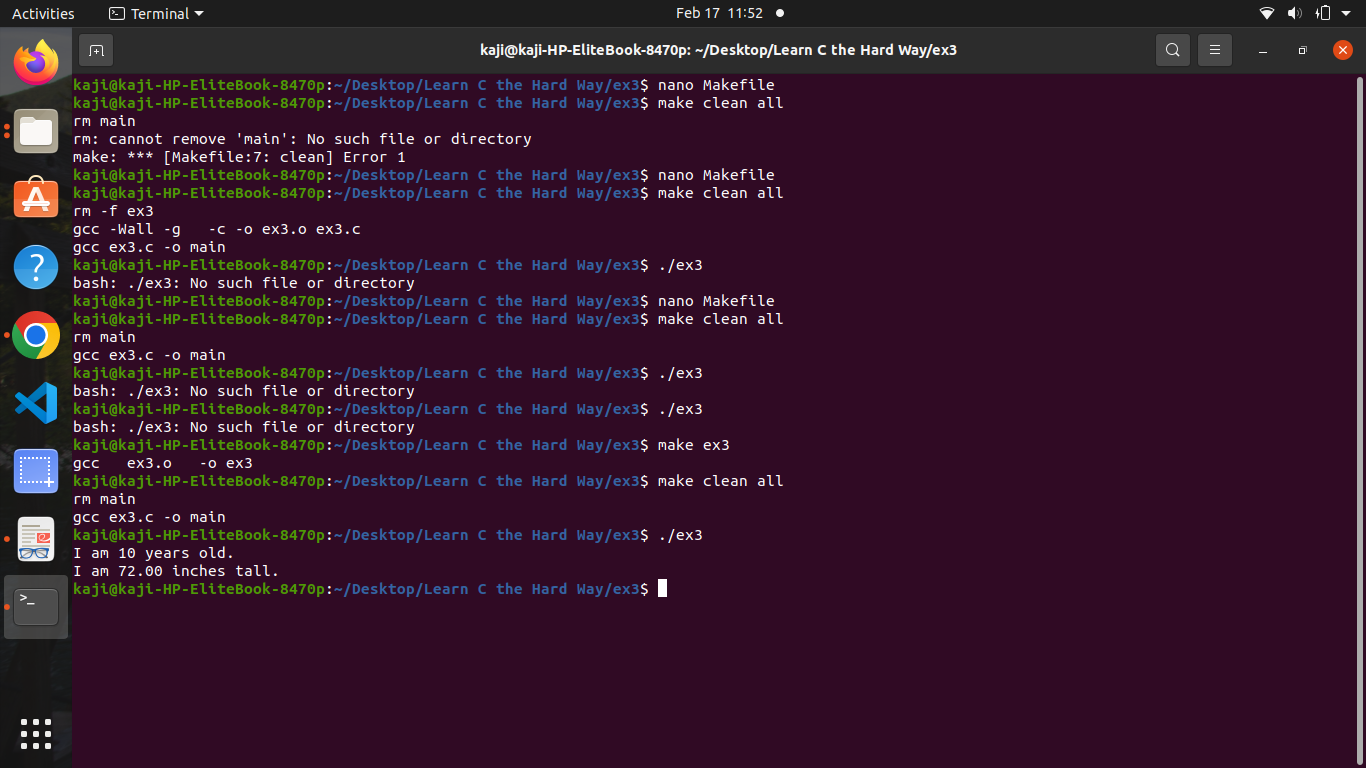 Activities
Terminal
Feb 17 11:52
kaji@kaji-HP-EliteBook-8470p: ~/Desktop/Learn C the Hard Way/ex3
kaji@kaji-HP-EliteBook-8470p:~/Desktop/Learn C the Hard Way/ex3$ nano Makefile
kaji@kaji-HP-EliteBook-8470p:~/Desktop/Learn C the Hard Way/ex3$ make clean all
rm main
rm: cannot remove 'main': No such file or directory
make: *** [Makefile:7: clean] Error 1
kaji@kaji-HP-EliteBook-8470p:~/Desktop/Learn C the Hard Way/ex3$ nano Makefile
kaji@kaji-HP-EliteBook-8470p:~/Desktop/Learn C the Hard Way/ex3$ make clean all
rm -f ex3
gcc -Wall -g   -c -o ex3.o ex3.c
gcc ex3.c -o main
kaji@kaji-HP-EliteBook-8470p:~/Desktop/Learn C the Hard Way/ex3$ ./ex3
bash: ./ex3: No such file or directory
kaji@kaji-HP-EliteBook-8470p:~/Desktop/Learn C the Hard Way/ex3$ nano Makefile
kaji@kaji-HP-EliteBook-8470p:~/Desktop/Learn C the Hard Way/ex3$ make clean all
rm main
gcc ex3.c -o main
kaji@kaji-HP-EliteBook-8470p:~/Desktop/Learn C the Hard Way/ex3$ ./ex3
bash: ./ex3: No such file or directory
kaji@kaji-HP-EliteBook-8470p:~/Desktop/Learn C the Hard Way/ex3$ ./ex3
bash: ./ex3: No such file or directory
kaji@kaji-HP-EliteBook-8470p:~/Desktop/Learn C the Hard Way/ex3$ make ex3
gcc   ex3.o   -o ex3
kaji@kaji-HP-EliteBook-8470p:~/Desktop/Learn C the Hard Way/ex3$ make clean all
rm main
gcc ex3.c -o main
kaji@kaji-HP-EliteBook-8470p:~/Desktop/Learn C the Hard Way/ex3$ ./ex3
I am 10 years old.
I am 72.00 inches tall.
kaji@kaji-HP-EliteBook-8470p:~/Desktop/Learn C the Hard Way/ex3$